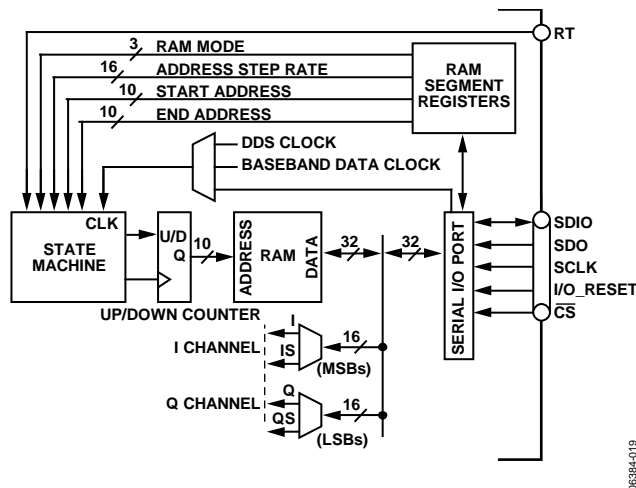 RT
3 RAM MODE
16 ADDRESS STEP RATE
10 START ADDRESS
10 END ADDRESS
RAM
SEGMENT
REGISTERS
DDS CLOCK
BASEBAND DATA CLOCK
CLK
STATE
MACHINE
U/D
Q
10
ADDRESS
RAM
DATA
32
32
SERIAL I/O PORT
SDIO
SDO
SCLK
I/O_RESET
CS
UP/DOWN COUNTER
I
I CHANNEL
IS
16
(MSBs)
Q
Q CHANNEL
QS
16
(LSBs)
06384-019